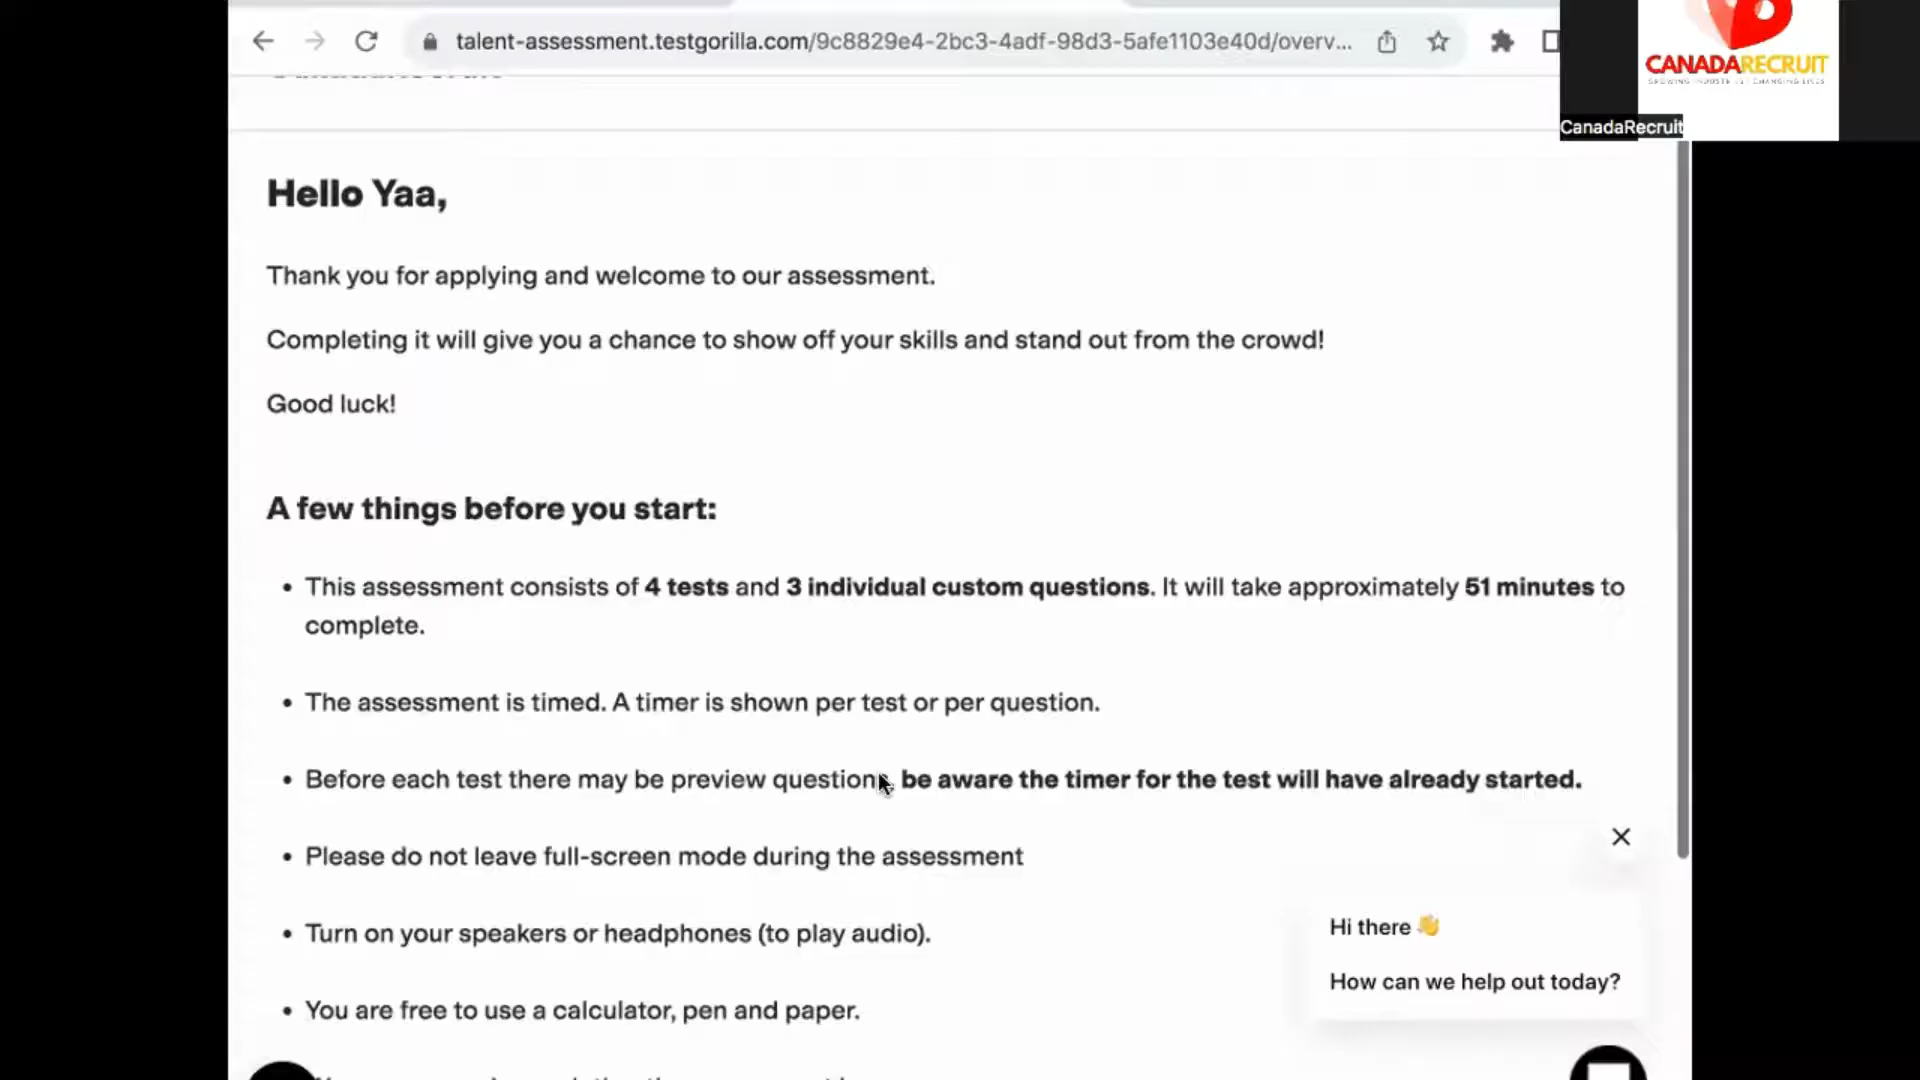 talent-assessment.testgorilla.com/9c8829e4-2bc3-4adf-98d3-5afe1103e40d/overv...
CANADARECRUIT
CanadaRecruit
Hello Yaa,
Thank you for applying and welcome to our assessment.
Completing it will give you a chance to show off your skills and stand out from the crowd!
Good luck!
A few things before you start:
• This assessment consists of 4 tests and 3 individual custom questions. It will take approximately 51 minutes to
complete.
• The assessment is timed. A timer is shown per test or per question.
• Before each test there may be preview questions, be aware the timer for the test will have already started.
• Please do not leave full-screen mode during the assessment
• Turn on your speakers or headphones (to play audio).
• You are free to use a calculator, pen and paper.
Hi there 👋
How can we help out today?